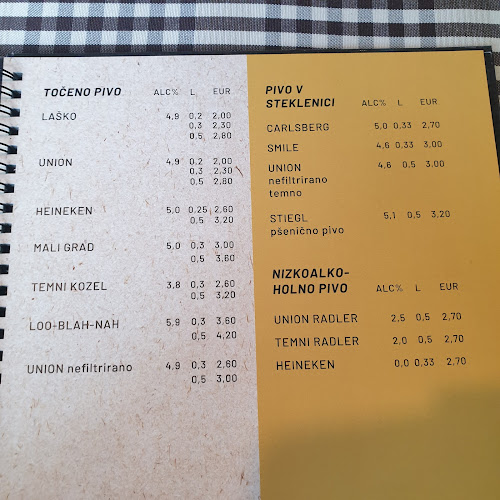 TOČENO PIVO ALC% L EUR
LAŠKO 4,9 0,2 2,00
0,3 2,30
0,5 2,80
UNION 4,9 0,2 2,00
0,3 2,30
0,5 2,80
HEINEKEN 5,0 0,25 2,60
0,5 3,20
MALI GRAD 5,0 0,3 3,00
0,5 3,60
TEMNI KOZEL 3,8 0,3 2,60
0,5 3,20
LOO-BLAH-NAH 5,9 0,3 3,60
0,5 4,20
UNION nefiltrirano 4,9 0,3 2,60
0,5 3,00
PIVO V
STEKLENICI ALC% L EUR
CARLSBERG 5,0 0,33 2,70
SMILE 4,6 0,33 3,00
UNION 4,6 0,5 3,00
nefiltrirano
temno
STIEGL 5,1 0,5 3,20
pšenično pivo
NIZKOALKO-
HOLNO PIVO ALC% L EUR
UNION RADLER 2,5 0,5 2,70
TEMNI RADLER 2,0 0,5 2,70
HEINEKEN 0,0 0,33 2,70